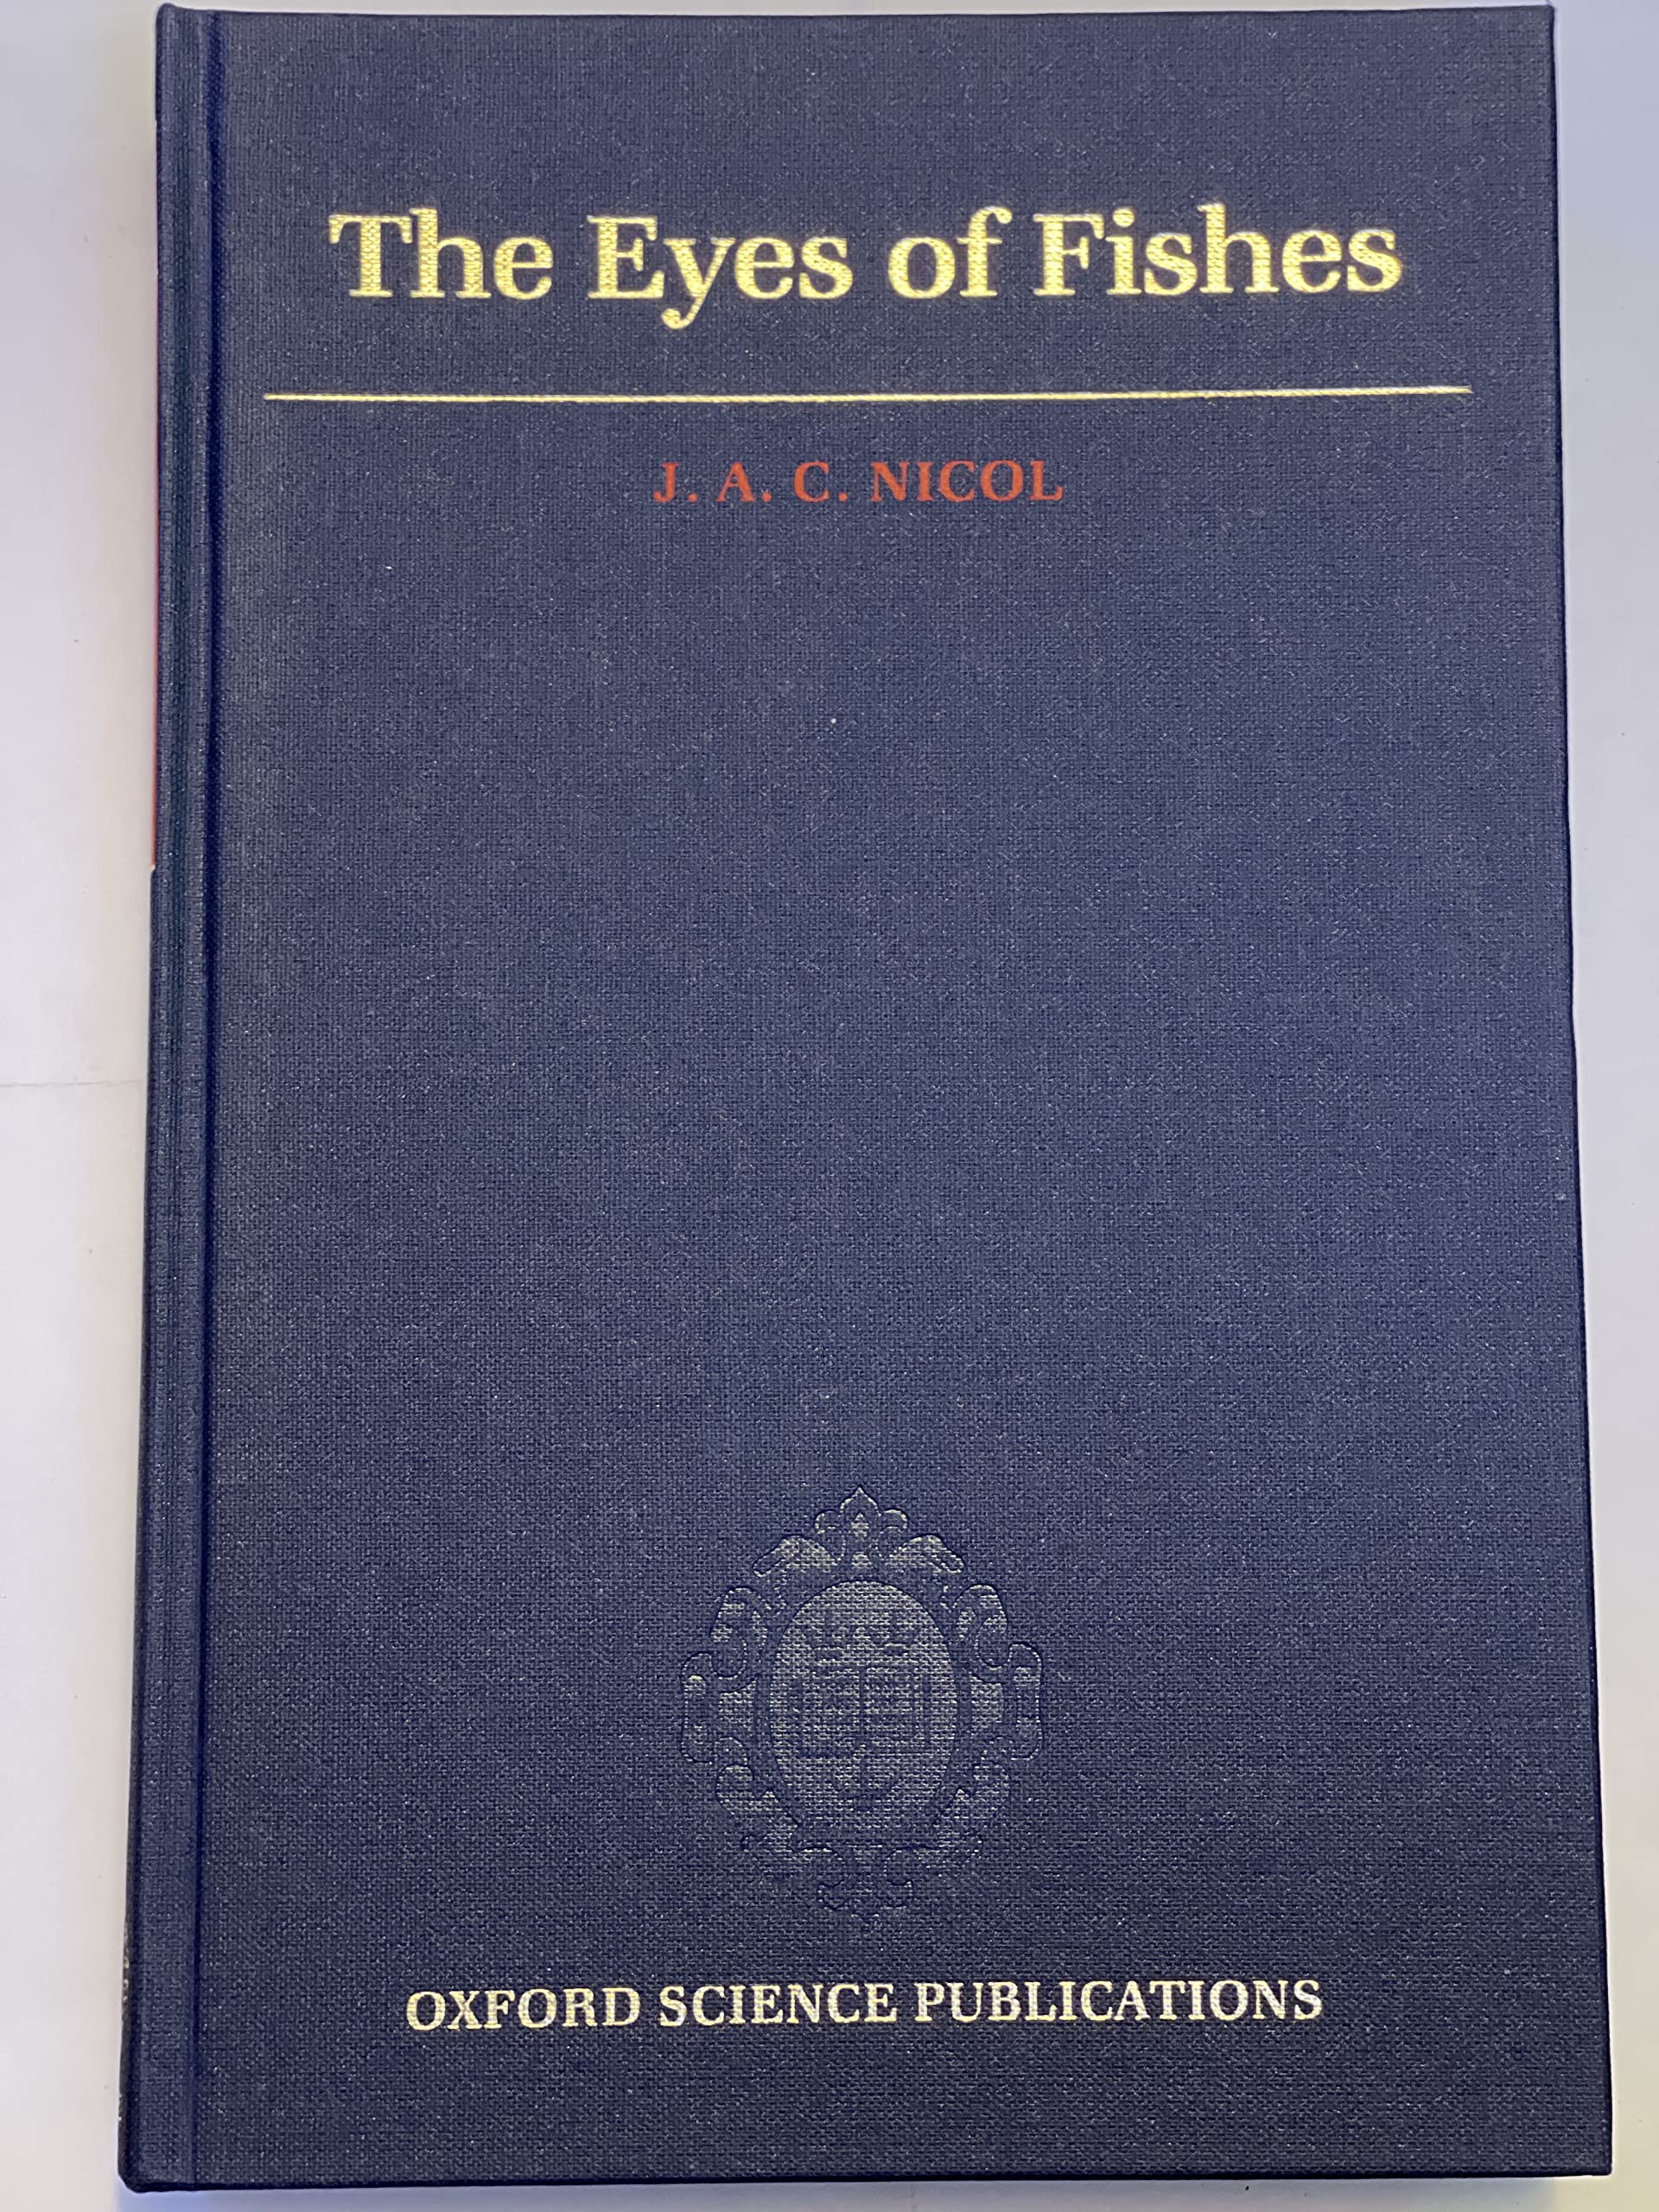 The Eyes of Fishes
J. A. C. NICOL
OXFORD SCIENCE PUBLICATIONS